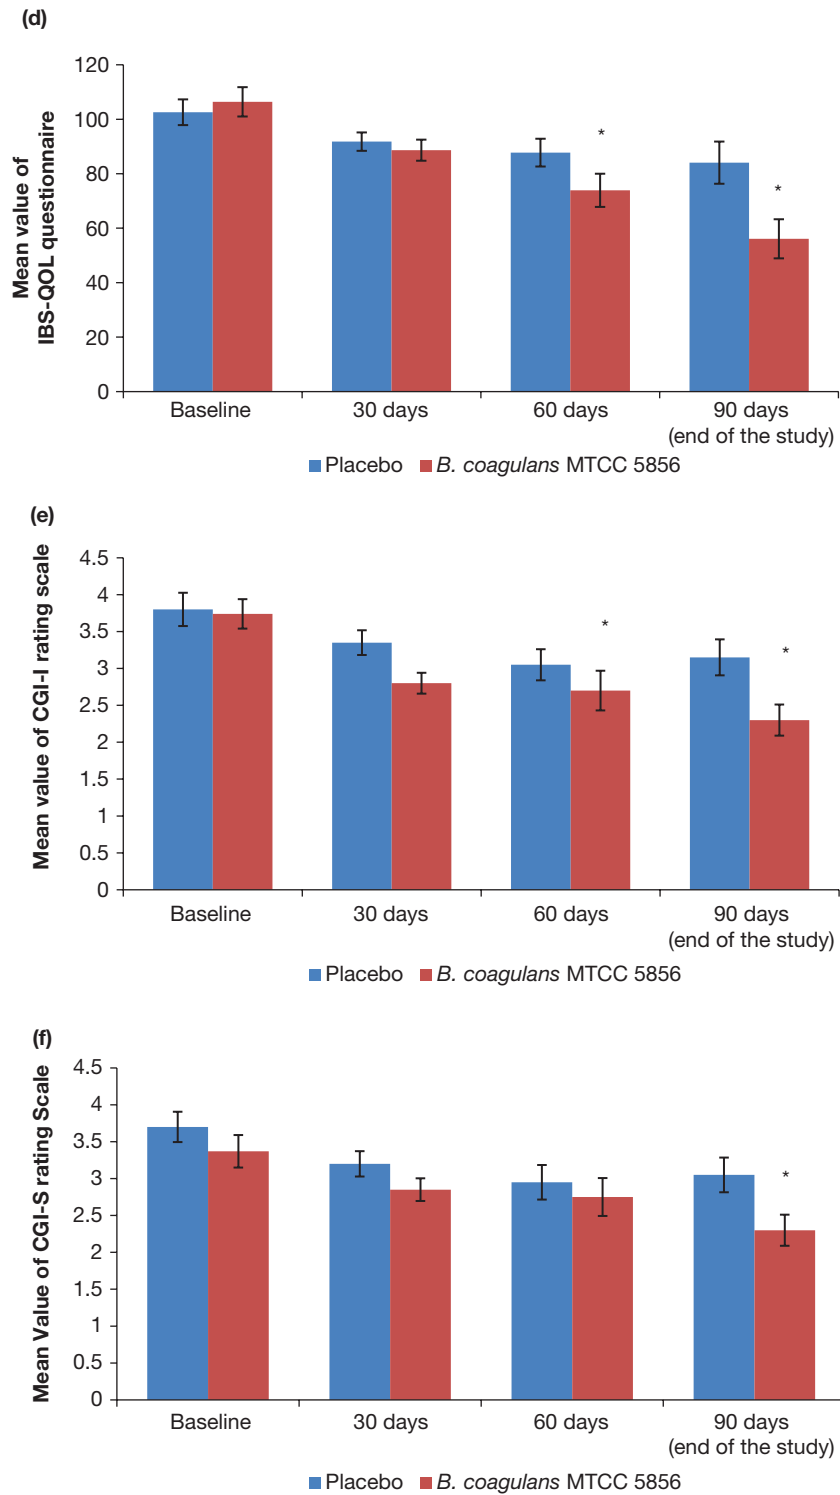 (d)
Mean value of
IBS-QOL questionnaire
120
100
80
60
40
20
0
*
*
Baseline
30 days
60 days
90 days
(end of the study)
Placebo B. coagulans MTCC 5856
(e)
Mean value of CGI-I rating scale
4.5
4
3.5
3
2.5
2
1.5
1
0.5
0
*
*
Baseline
30 days
60 days
90 days
(end of the study)
Placebo B. coagulans MTCC 5856
(f)
Mean Value of CGI-S rating Scale
4.5
4
3.5
3
2.5
2
1.5
1
0.5
0
*
Baseline
30 days
60 days
90 days
(end of the study)
Placebo B. coagulans MTCC 5856